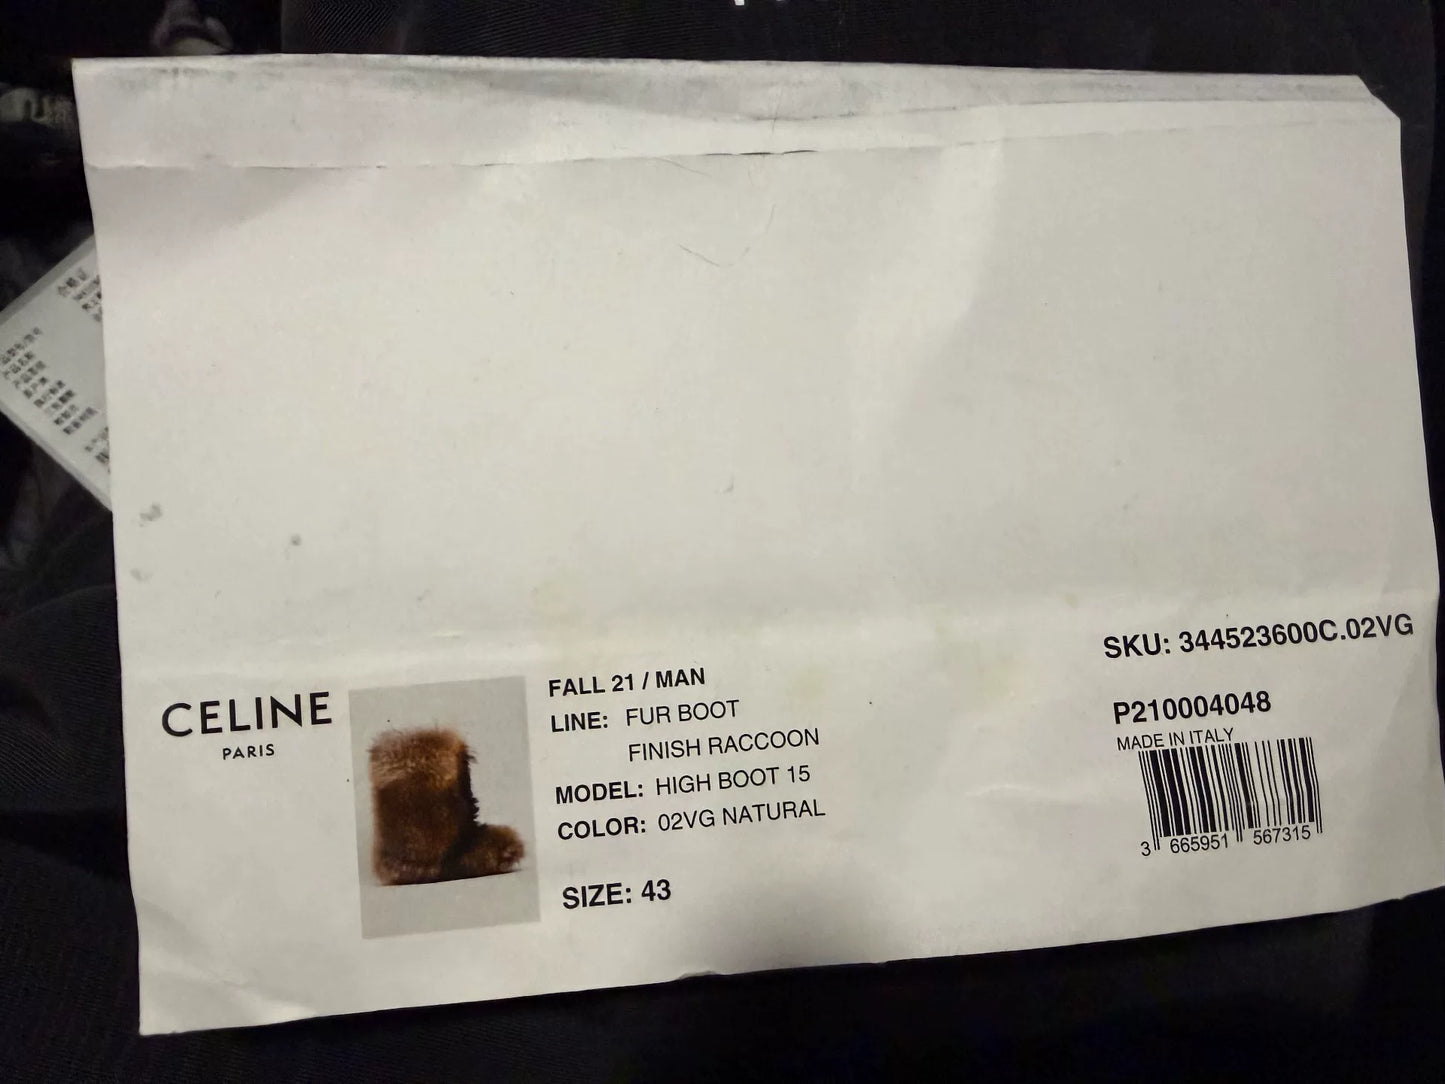 CELINE
PARIS
FALL 21 / MAN
LINE: FUR BOOT
FINISH RACCOON
MODEL: HIGH BOOT 15
COLOR: 02VG NATURAL
SIZE: 43
SKU: 344523600C.02VG
P210004048
MADE IN ITALY
3 665951 567315